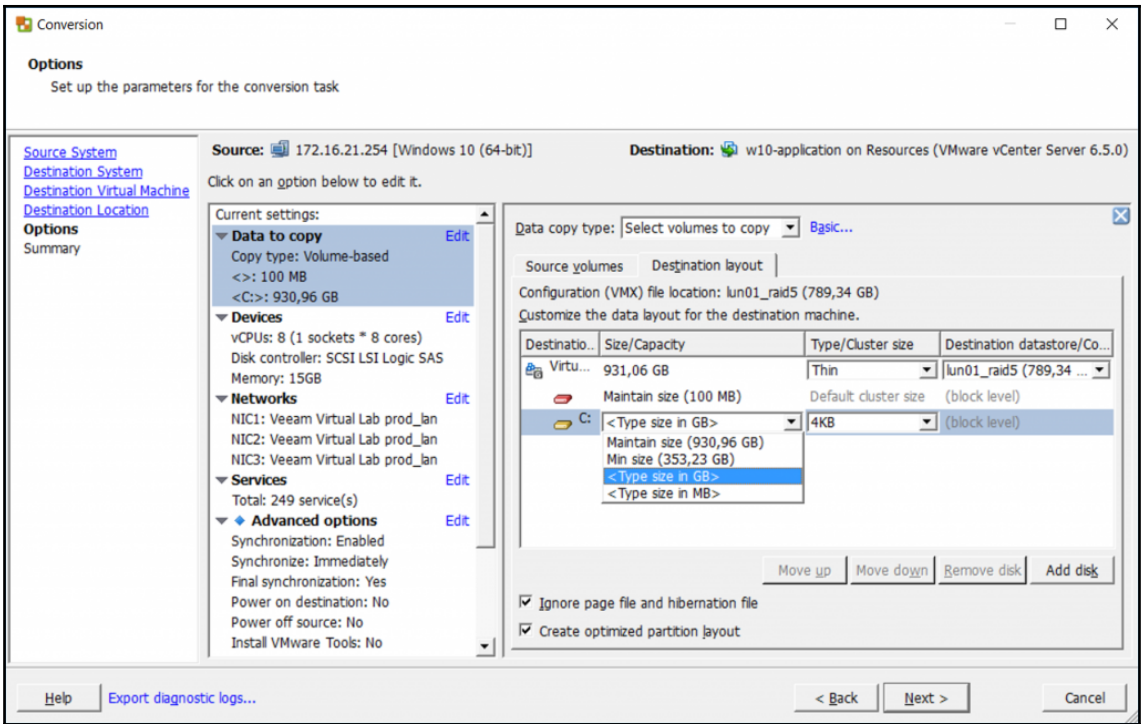 Conversion
Options
Set up the parameters for the conversion task
Source System
Destination System
Destination Virtual Machine
Destination Location
Options
Summary
Source: 172.16.21.254 [Windows 10 (64-bit)]
Destination: w10-application on Resources (VMware vCenter Server 6.5.0)
Click on an option below to edit it.
Current settings:
Data to copy Edit
Copy type: Volume-based
<>: 100 MB
<C:>: 930,96 GB
Devices Edit
vCPUs: 8 (1 sockets * 8 cores)
Disk controller: SCSI LSI Logic SAS
Memory: 15GB
Networks Edit
NIC1: Veeam Virtual Lab prod_lan
NIC2: Veeam Virtual Lab prod_lan
NIC3: Veeam Virtual Lab prod_lan
Services Edit
Total: 249 service(s)
Advanced options Edit
Synchronization: Enabled
Synchronize: Immediately
Final synchronization: Yes
Power on destination: No
Power off source: No
Install VMware Tools: No
Data copy type: Select volumes to copy Basic...
Source volumes Destination layout
Configuration (VMX) file location: lun01_raid5 (789,34 GB)
Customize the data layout for the destination machine.
Destinatio.. Size/Capacity Type/Cluster size Destination datastore/Co...
Virtu... 931,06 GB Thin lun01_raid5 (789,34 ...
Maintain size (100 MB) Default cluster size (block level)
C: <Type size in GB> 4KB (block level)
Maintain size (930,96 GB)
Min size (353,23 GB)
<Type size in GB>
<Type size in MB>
Move up Move down Remove disk Add disk
Ignore page file and hibernation file
Create optimized partition layout
Help Export diagnostic logs... < Back Next > Cancel